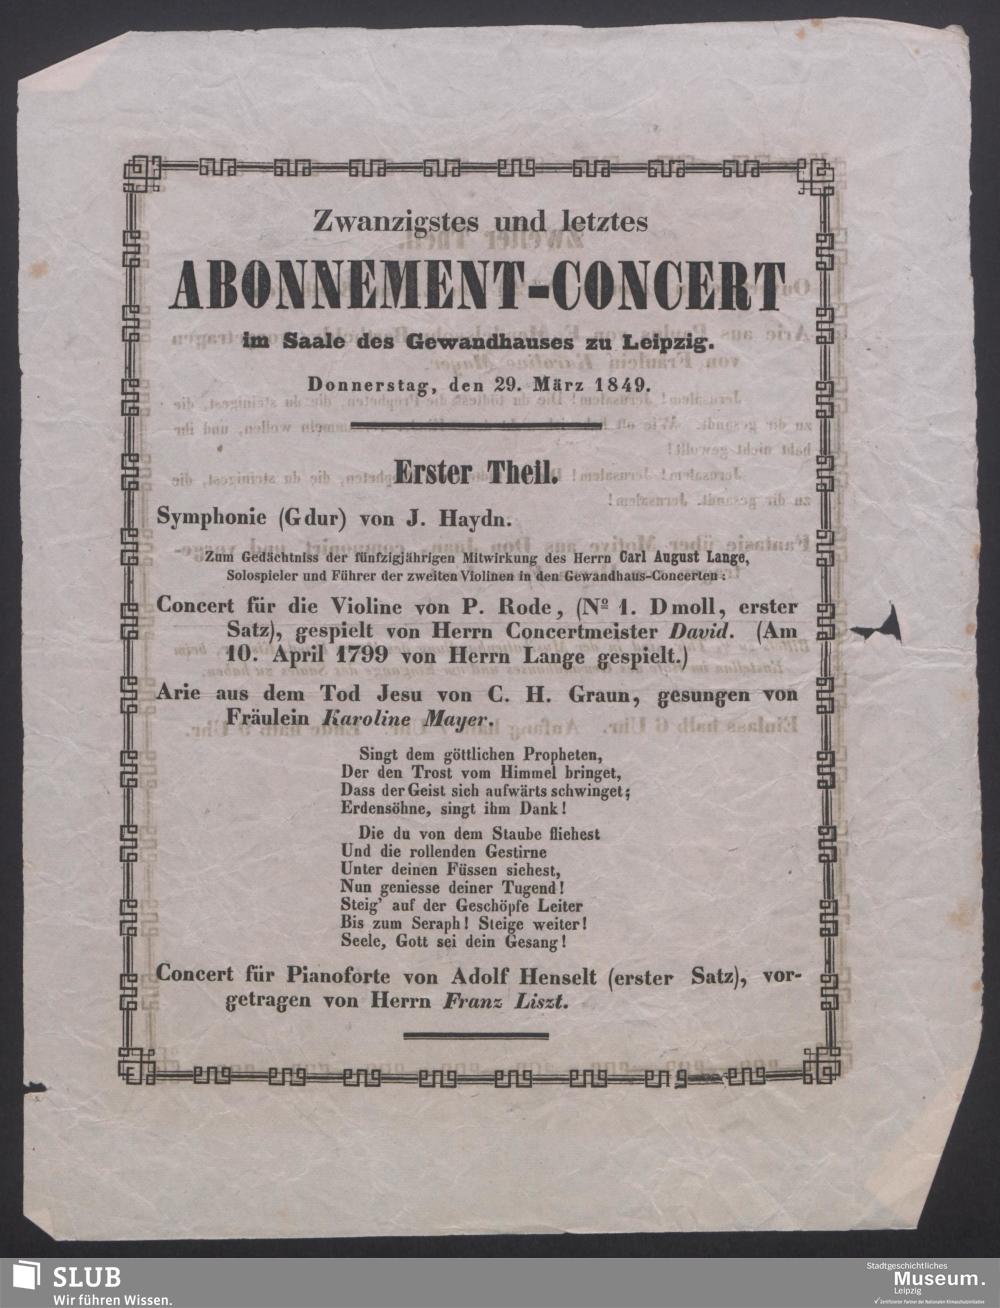 Zwanzigstes und letztes
ABONNEMENT-CONCERT
im Saale des Gewandhauses zu Leipzig.
Donnerstag, den 29. März 1849.
Erster Theil.
Symphonie (G dur) von J. Haydn.
Zum Gedächtniss der fünfzigjährigen Mitwirkung des Herrn Carl August Lange,
Solospieler und Führer der zweiten Violinen in den Gewandhaus-Concerten:
Concert für die Violine von P. Rode, (Nº 1. D moll, erster
Satz), gespielt von Herrn Concertmeister David. (Am
10. April 1799 von Herrn Lange gespielt.)
Arie aus dem Tod Jesu von C. H. Graun, gesungen von
Fräulein Karoline Mayer.
Singt dem göttlichen Propheten,
Der den Trost vom Himmel bringet,
Dass der Geist sich aufwärts schwinget;
Erdensöhne, singt ihm Dank!
Die du von dem Staube fliehest
Und die rollenden Gestirne
Unter deinen Füssen siehest,
Nun geniesse deiner Tugend!
Steig' auf der Geschöpfe Leiter
Bis zum Seraph! Steige weiter!
Seele, Gott sei dein Gesang!
Concert für Pianoforte von Adolf Henselt (erster Satz), vor-
getragen von Herrn Franz Liszt.
SLUB
Wir führen Wissen.
Stadtgeschichtliches
Museum.
Leipzig
Zertifizierter Partner der Nationalen Klimaschutzinitiative